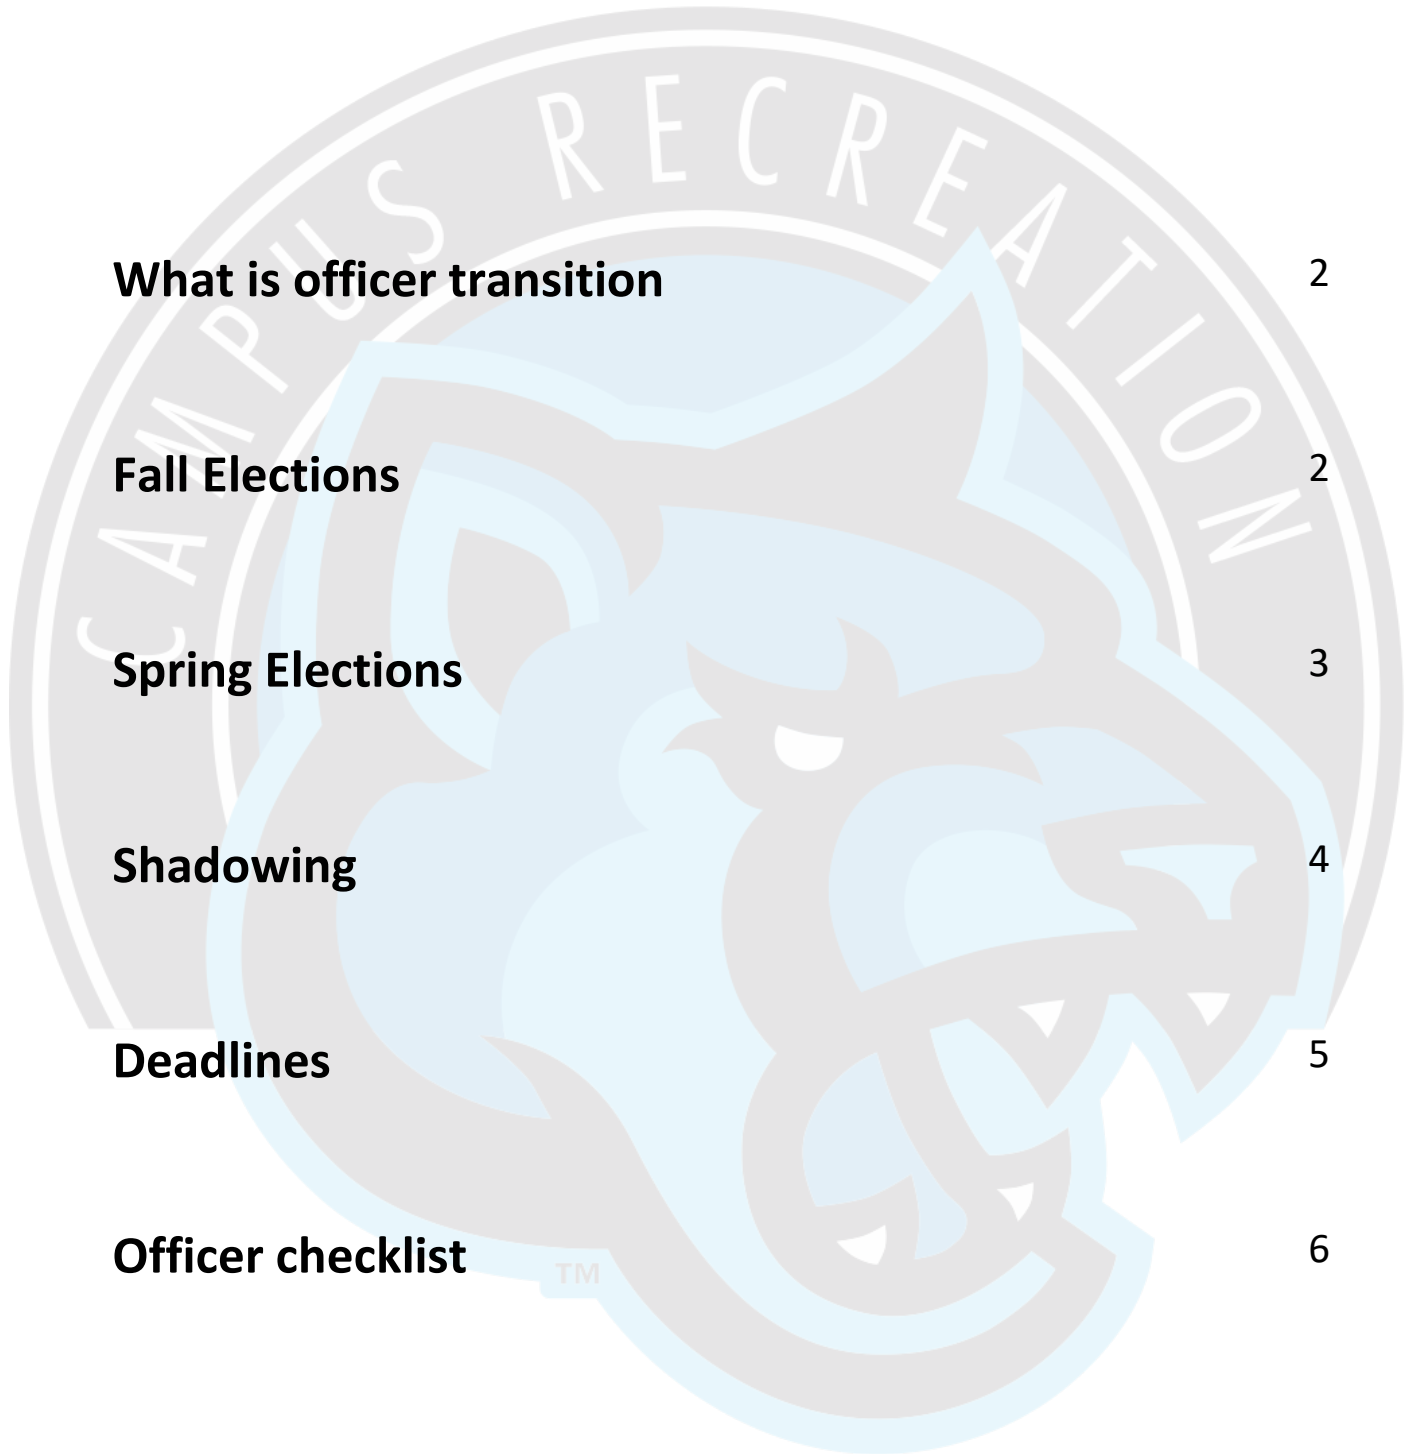 CAMPUS RECREATION
What is officer transition 2
Fall Elections 2
Spring Elections 3
Shadowing 4
Deadlines 5
Officer checklist 6
TM